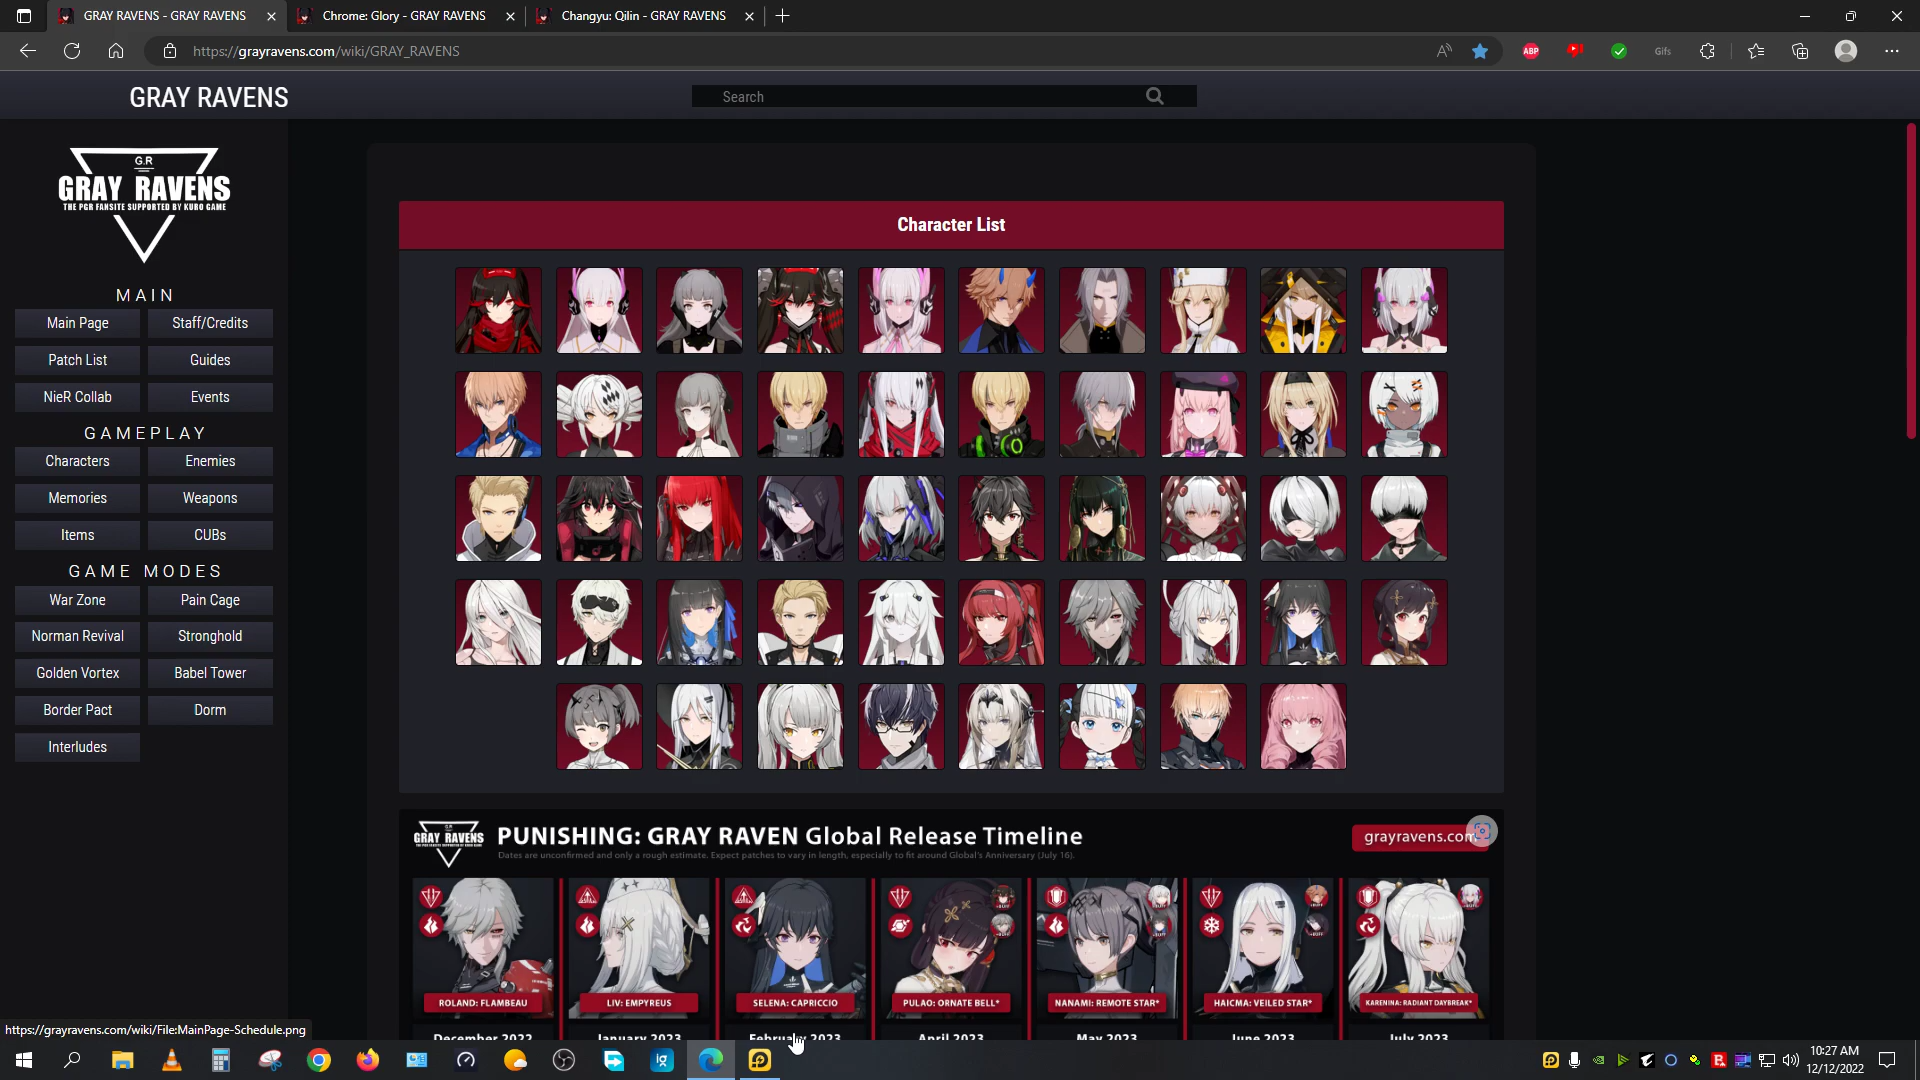 GRAY RAVENS - GRAY RAVENS
Chrome: Glory - GRAY RAVENS
Changyu: Qilin - GRAY RAVENS
https://grayravens.com/wiki/GRAY_RAVENS
ABP
Gifs
GRAY RAVENS
Search
G.R
GRAY RAVENS
THE PGR FANSITE SUPPORTED BY KURO GAME
MAIN
Main Page
Staff/Credits
Patch List
Guides
NieR Collab
Events
GAMEPLAY
Characters
Enemies
Memories
Weapons
Items
CUBs
GAME MODES
War Zone
Pain Cage
Norman Revival
Stronghold
Golden Vortex
Babel Tower
Border Pact
Dorm
Interludes
Character List
GRAY RAVENS
PUNISHING: GRAY RAVEN Global Release Timeline
Dates are unconfirmed and only a rough estimate. Expect patches to vary in length, especially to fit around Global's Anniversary (July 16).
grayravens.com
ROLAND: FLAMBEAU
LIV: EMPYREUS
SELENA: CAPRICCIO
PULAO: ORNATE BELL*
NANAMI: REMOTE STAR*
HAICMA: VEILED STAR*
KARENINA: RADIANT DAYBREAK*
December 2022
January 2023
February 2023
April 2023
May 2023
June 2023
July 2023
https://grayravens.com/wiki/File:MainPage-Schedule.png
ig
10:27 AM
12/12/2022